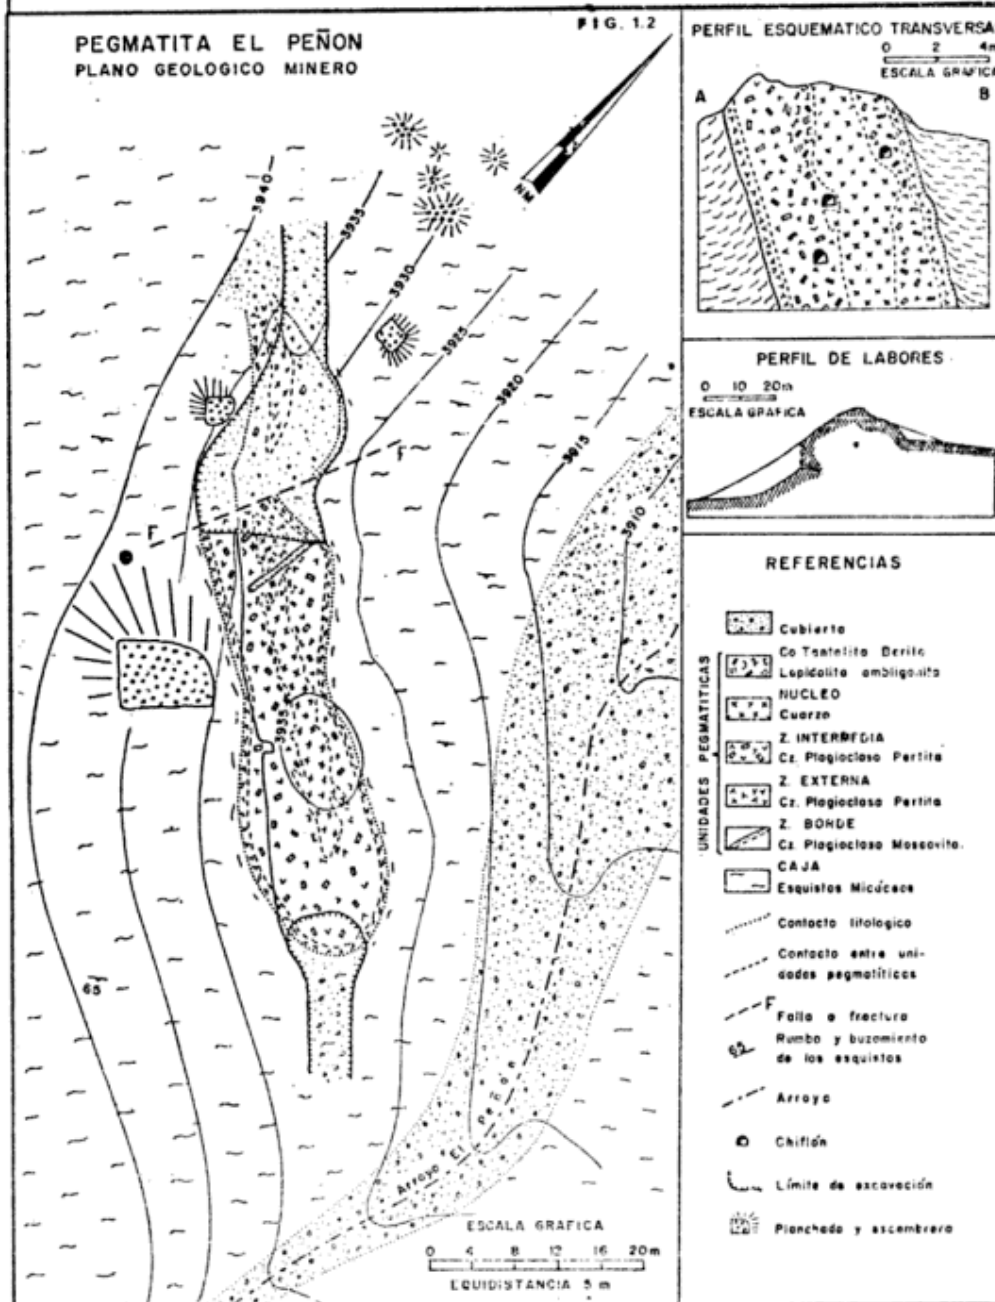 FIG. 1.2
PEGMATITA EL PEÑON
PLANO GEOLOGICO MINERO
NM
3940
3935
3930
3925
3920
3915
3910
F
F
3935
65
Arroyo El Peñon
ESCALA GRAFICA
0 4 8 12 16 20 m
EQUIDISTANCIA 5 m
PERFIL ESQUEMATICO TRANSVERSA
0 2 4m
ESCALA GRAFICA
A B
PERFIL DE LABORES
0 10 20m
ESCALA GRAFICA
REFERENCIAS
UNIDADES PEGMATITICAS
Cubierta
Co Tantalita Berilo
Lepidolita ambligonita
NUCLEO
Cuarzo
Z. INTERMEDIA
Cz. Plagioclasa Pertita
Z. EXTERNA
Cz. Plagioclasa Pertita
Z. BORDE
Cz. Plagioclasa Moscovita.
CAJA
Esquistos Micáceos
Contacto litologico
Contacto entre uni-
dades pegmatíticas
F
Falla o fractura
65
Rumbo y buzamiento
de los esquistos
Arroyo
Chiflón
Límite de excavación
Planchada y escombrera